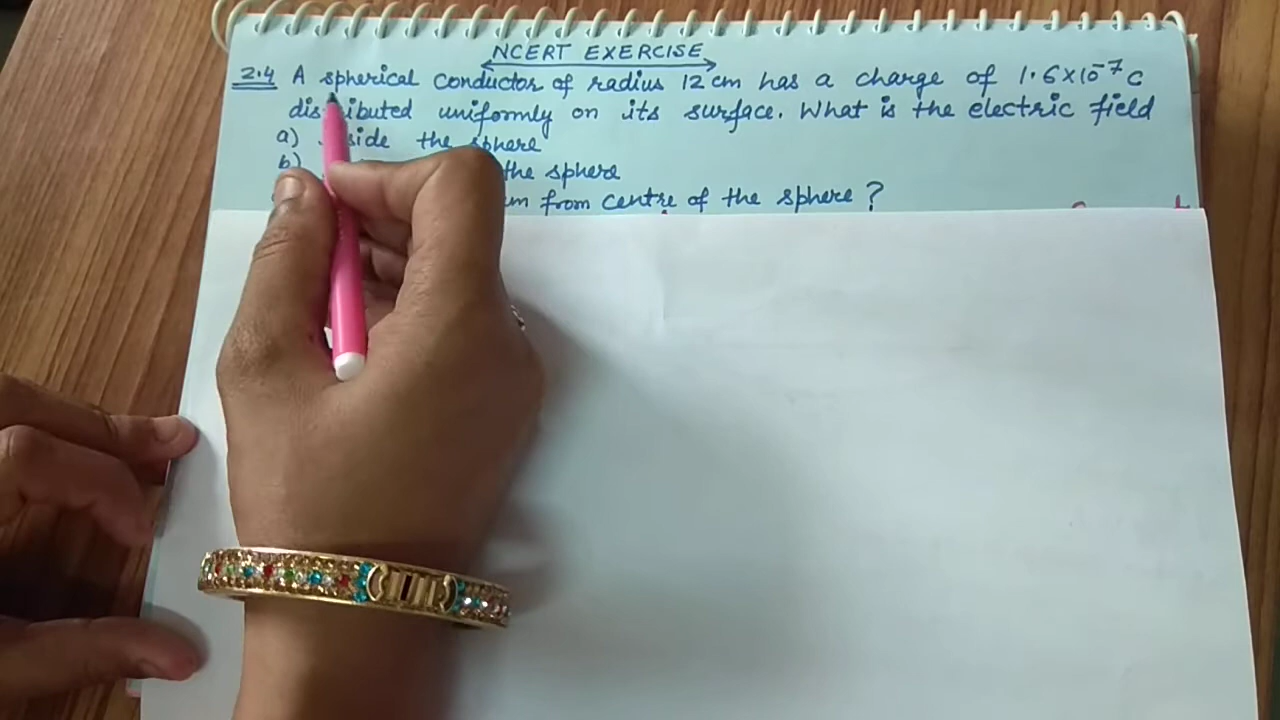 NCERT EXERCISE
2.4 A spherical conductor of radius 12 cm has a charge of 1.6×10⁻⁷ C
distributed uniformly on its surface. What is the electric field
a) the sphere
b) the sphere
from centre of the sphere ?